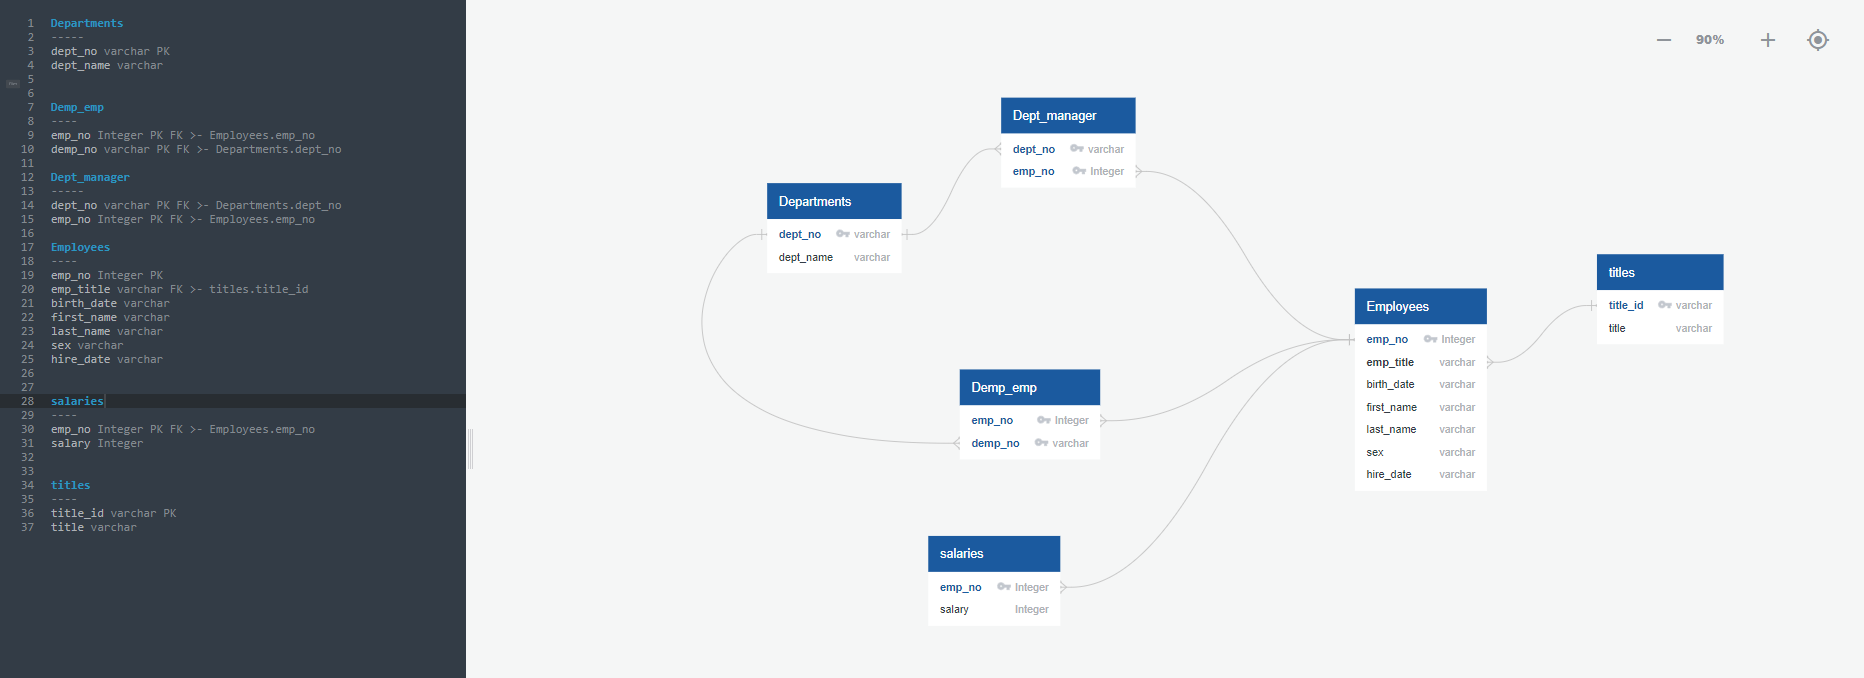 1 Departments
2 -----
3 dept_no varchar PK
4 dept_name varchar
5
6
7 Demp_emp
8 ----
9 emp_no Integer PK FK >- Employees.emp_no
10 demp_no varchar PK FK >- Departments.dept_no
11
12 Dept_manager
13 -----
14 dept_no varchar PK FK >- Departments.dept_no
15 emp_no Integer PK FK >- Employees.emp_no
16
17 Employees
18 ----
19 emp_no Integer PK
20 emp_title varchar FK >- titles.title_id
21 birth_date varchar
22 first_name varchar
23 last_name varchar
24 sex varchar
25 hire_date varchar
26
27
28 salaries
29 ----
30 emp_no Integer PK FK >- Employees.emp_no
31 salary Integer
32
33
34 titles
35 ----
36 title_id varchar PK
37 title varchar
90%
Dept_manager
dept_no varchar
emp_no Integer
Departments
dept_no varchar
dept_name varchar
titles
title_id varchar
title varchar
Employees
emp_no Integer
emp_title varchar
birth_date varchar
first_name varchar
last_name varchar
sex varchar
hire_date varchar
Demp_emp
emp_no Integer
demp_no varchar
salaries
emp_no Integer
salary Integer